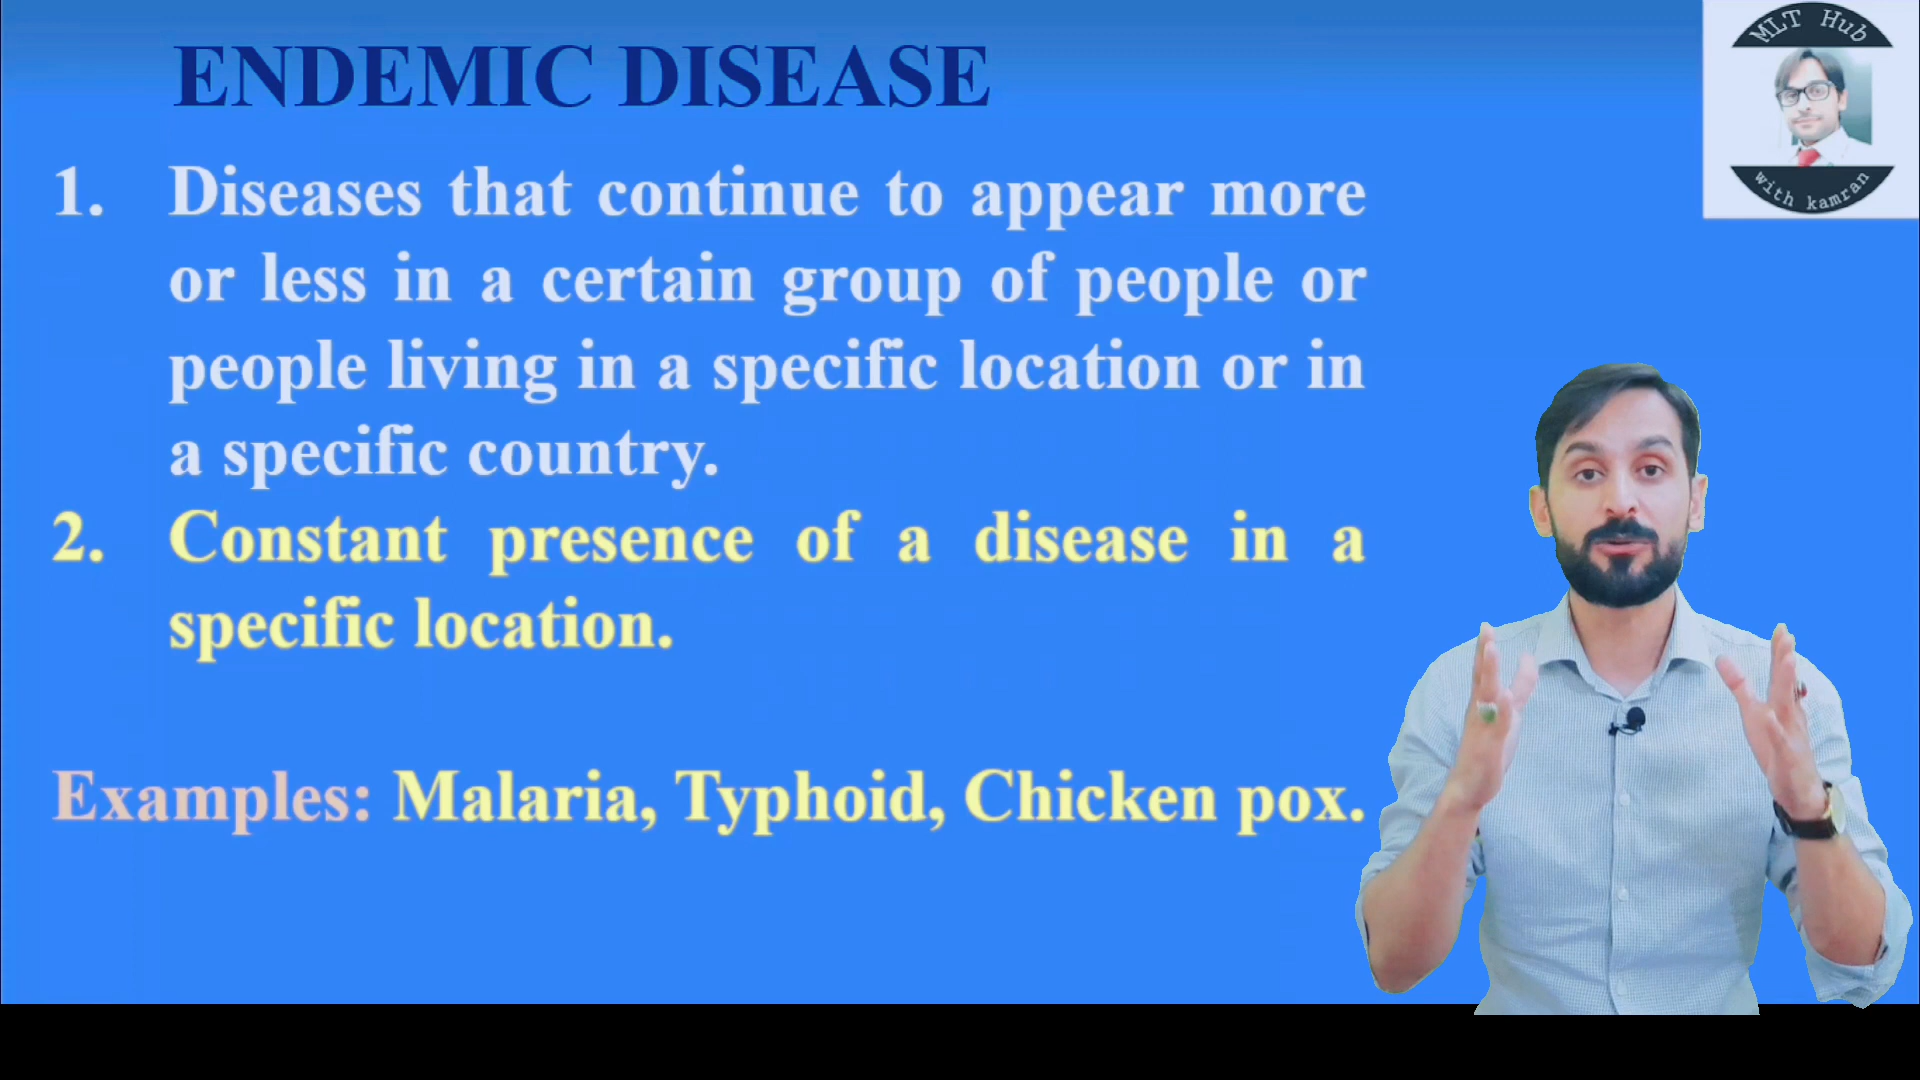 ENDEMIC DISEASE
MLT Hub
with kamran
1. Diseases that continue to appear more
or less in a certain group of people or
people living in a specific location or in
a specific country.
2. Constant presence of a disease in a
specific location.
Examples: Malaria, Typhoid, Chicken pox.